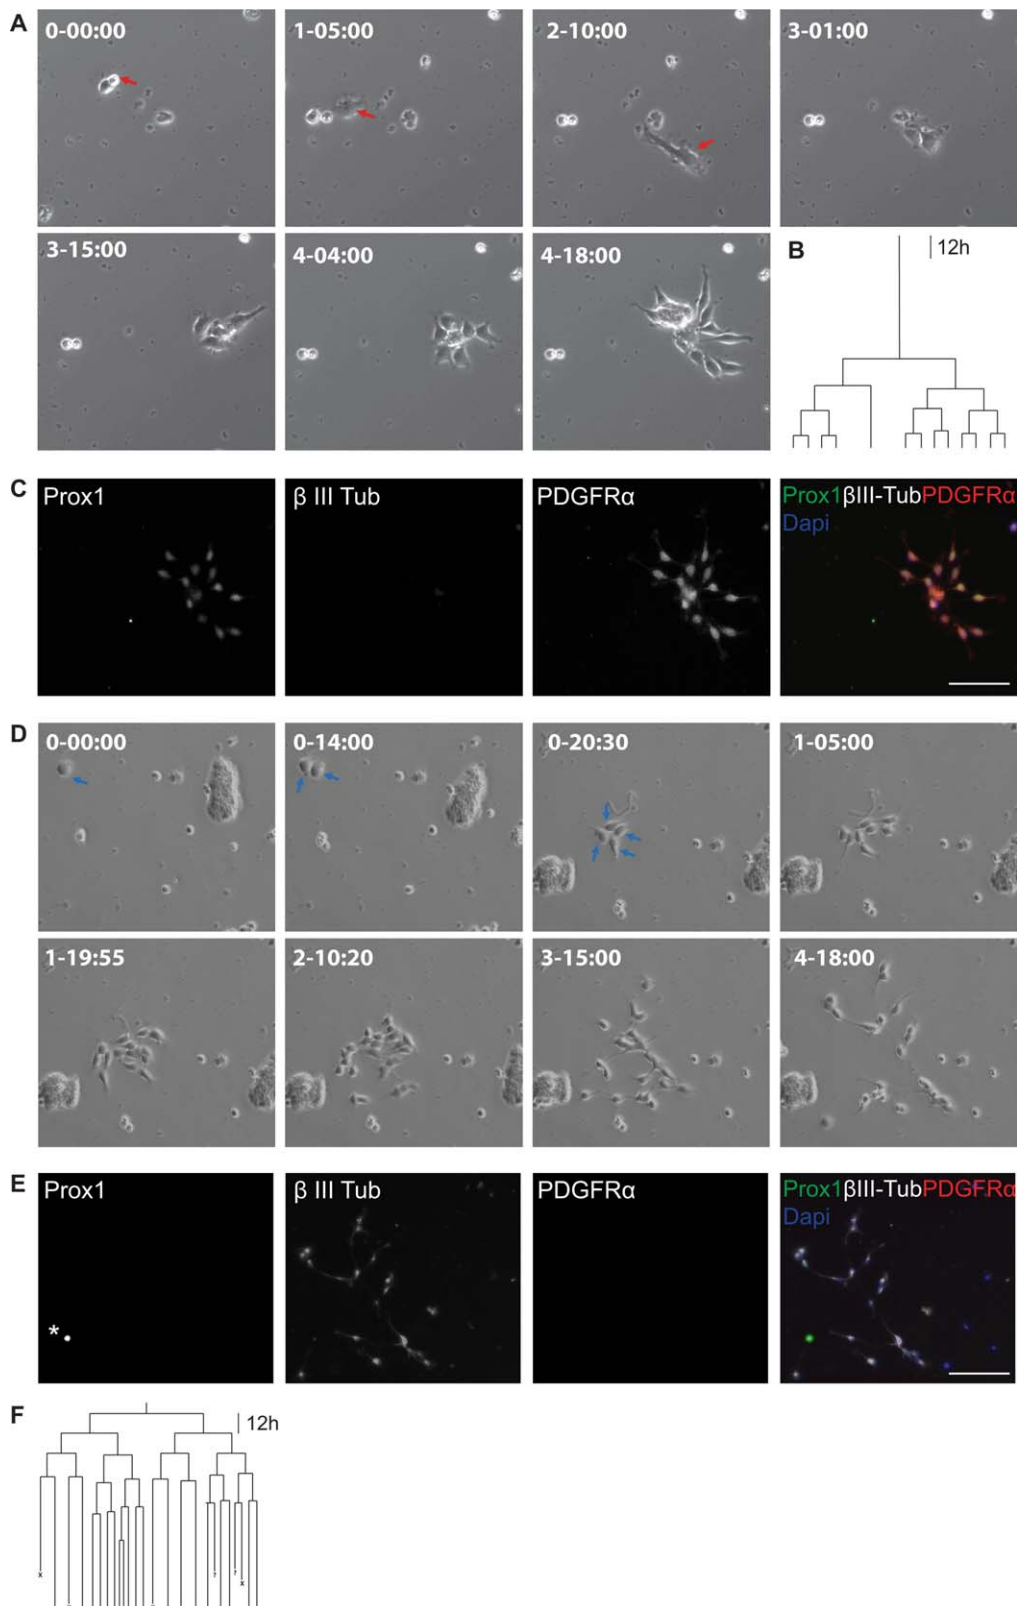 A
0-00:00
1-05:00
2-10:00
3-01:00
3-15:00
4-04:00
4-18:00
B
12h
C
Prox1
β III Tub
PDGFRα
Prox1βIII-TubPDGFRα
Dapi
D
0-00:00
0-14:00
0-20:30
1-05:00
1-19:55
2-10:20
3-15:00
4-18:00
E
Prox1
*
β III Tub
PDGFRα
Prox1βIII-TubPDGFRα
Dapi
F
12h
x
?
?
x